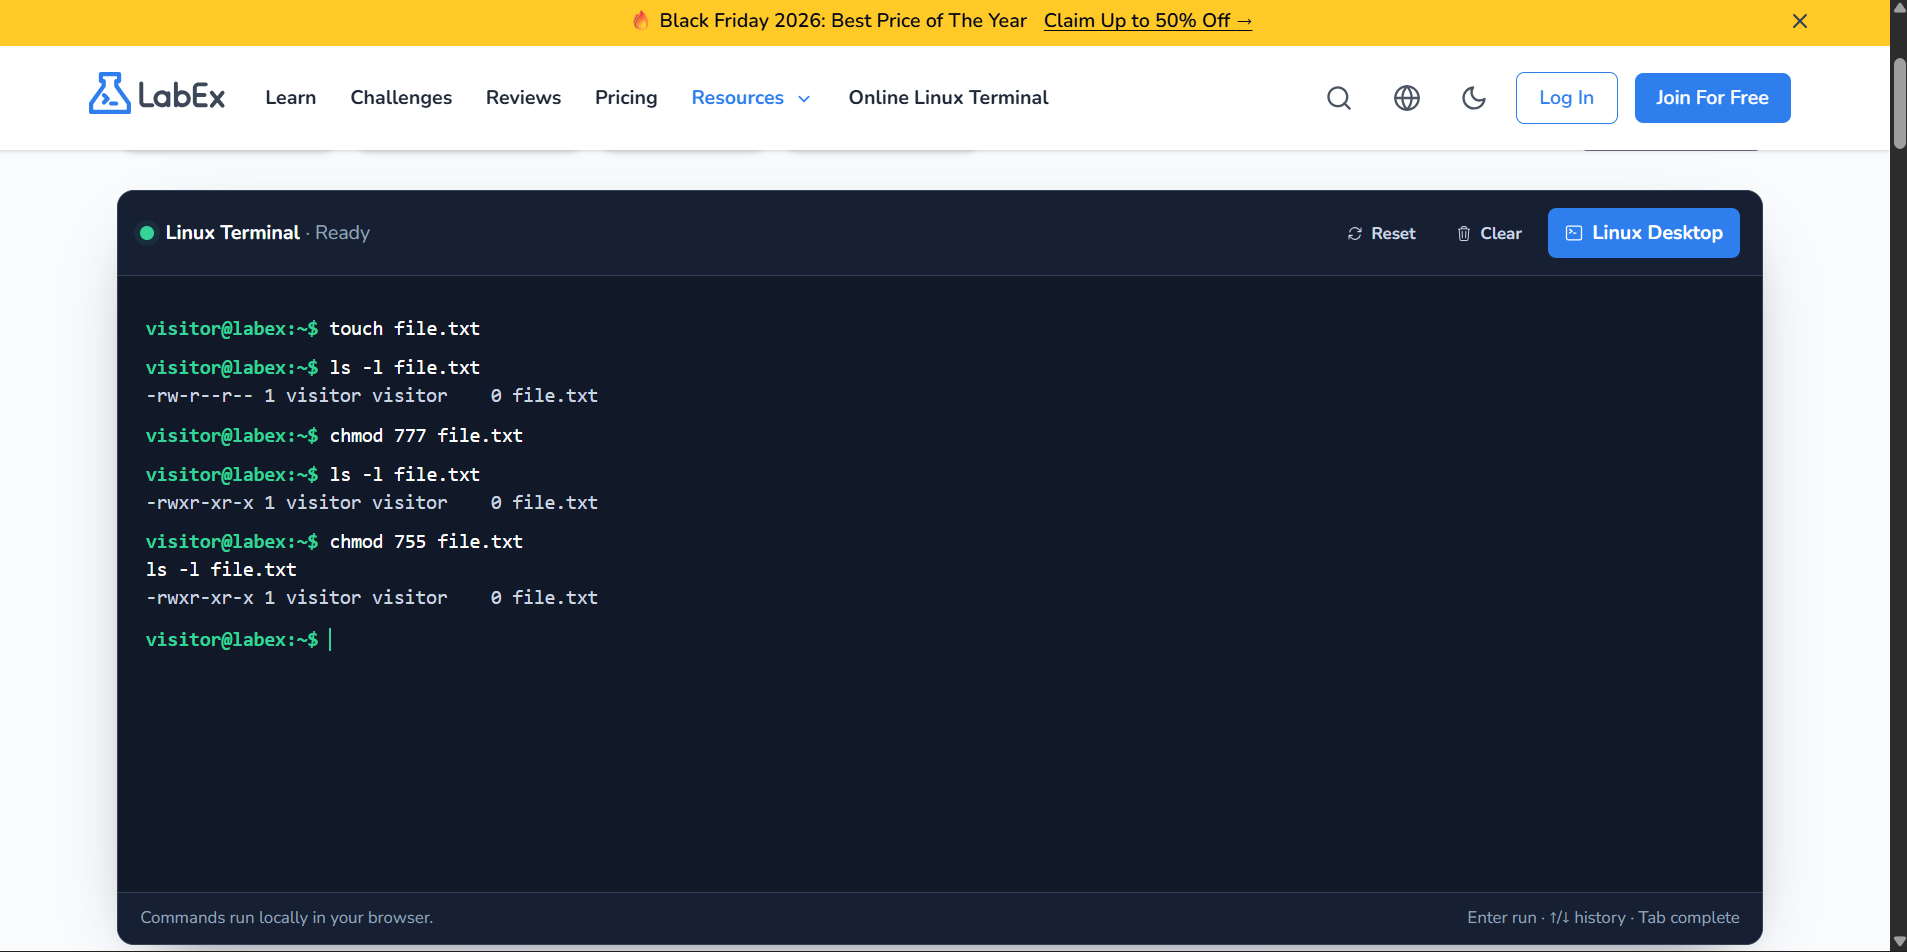 🔥 Black Friday 2026: Best Price of The Year Claim Up to 50% Off →
LabEx Learn Challenges Reviews Pricing Resources Online Linux Terminal Log In Join For Free
Linux Terminal · Ready Reset Clear Linux Desktop
visitor@labex:~$ touch file.txt
visitor@labex:~$ ls -l file.txt
-rw-r--r-- 1 visitor visitor    0 file.txt
visitor@labex:~$ chmod 777 file.txt
visitor@labex:~$ ls -l file.txt
-rwxr-xr-x 1 visitor visitor    0 file.txt
visitor@labex:~$ chmod 755 file.txt
ls -l file.txt
-rwxr-xr-x 1 visitor visitor    0 file.txt
visitor@labex:~$
Commands run locally in your browser. Enter run · ↑/↓ history · Tab complete